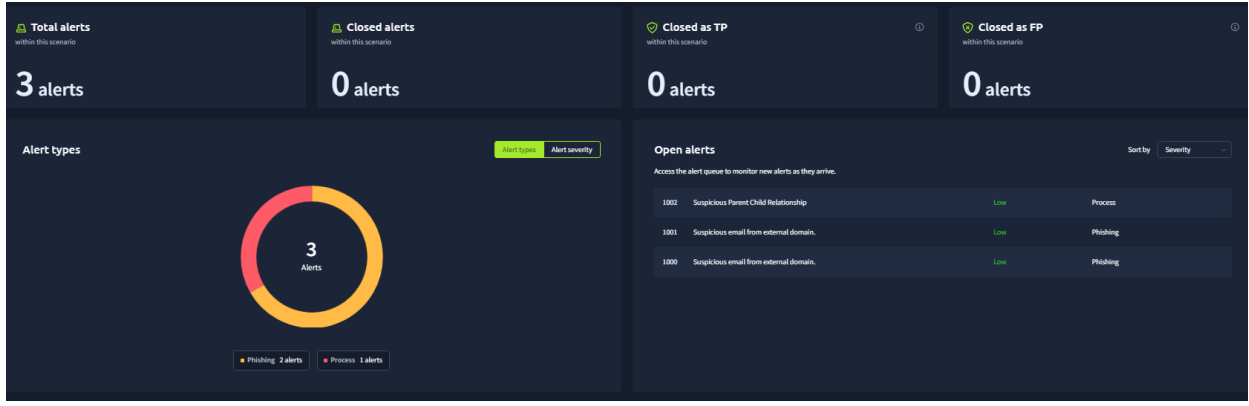 Total alerts
within this scenario
3 alerts
Closed alerts
within this scenario
0 alerts
Closed as TP
within this scenario
0 alerts
Closed as FP
within this scenario
0 alerts
Alert types
Alert types Alert severity
3
Alerts
Phishing 2 alerts Process 1 alerts
Open alerts
Sort by Severity
Access the alert queue to monitor new alerts as they arrive.
1002 Suspicious Parent Child Relationship Low Process
1001 Suspicious email from external domain. Low Phishing
1000 Suspicious email from external domain. Low Phishing